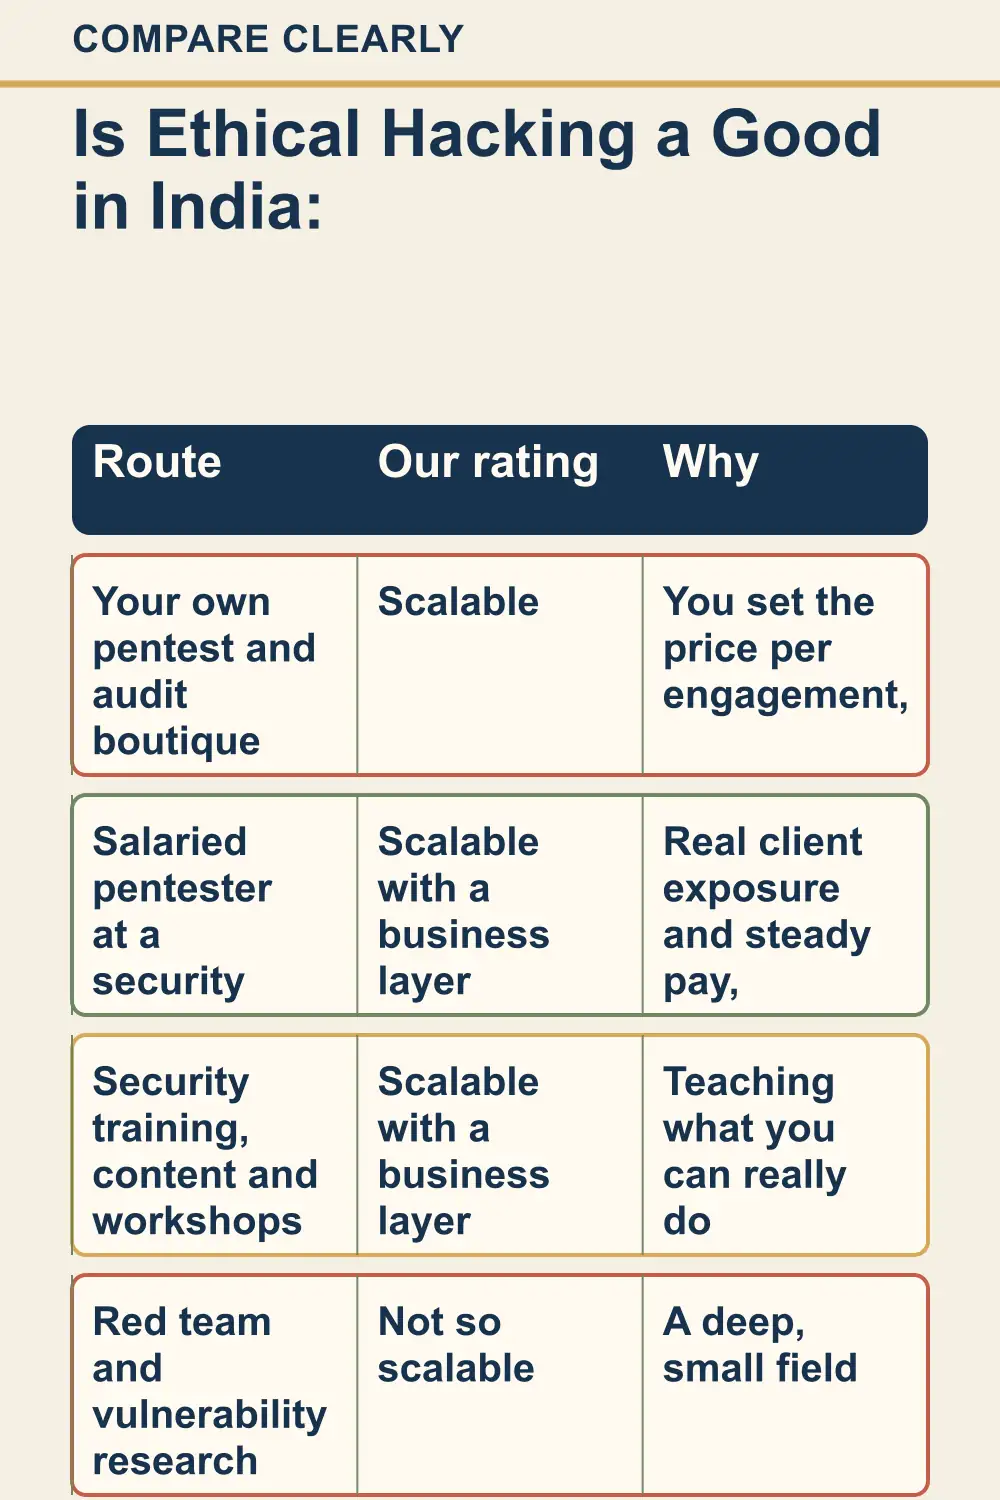 COMPARE CLEARLY
Is Ethical Hacking a Good
in India:
Route
Our rating
Why
Your own
pentest and
audit
boutique
Scalable
You set the
price per
engagement,
Salaried
pentester
at a
security
Scalable
with a
business
layer
Real client
exposure
and steady
pay,
Security
training,
content and
workshops
Scalable
with a
business
layer
Teaching
what you
can really
do
Red team
and
vulnerability
research
Not so
scalable
A deep,
small field